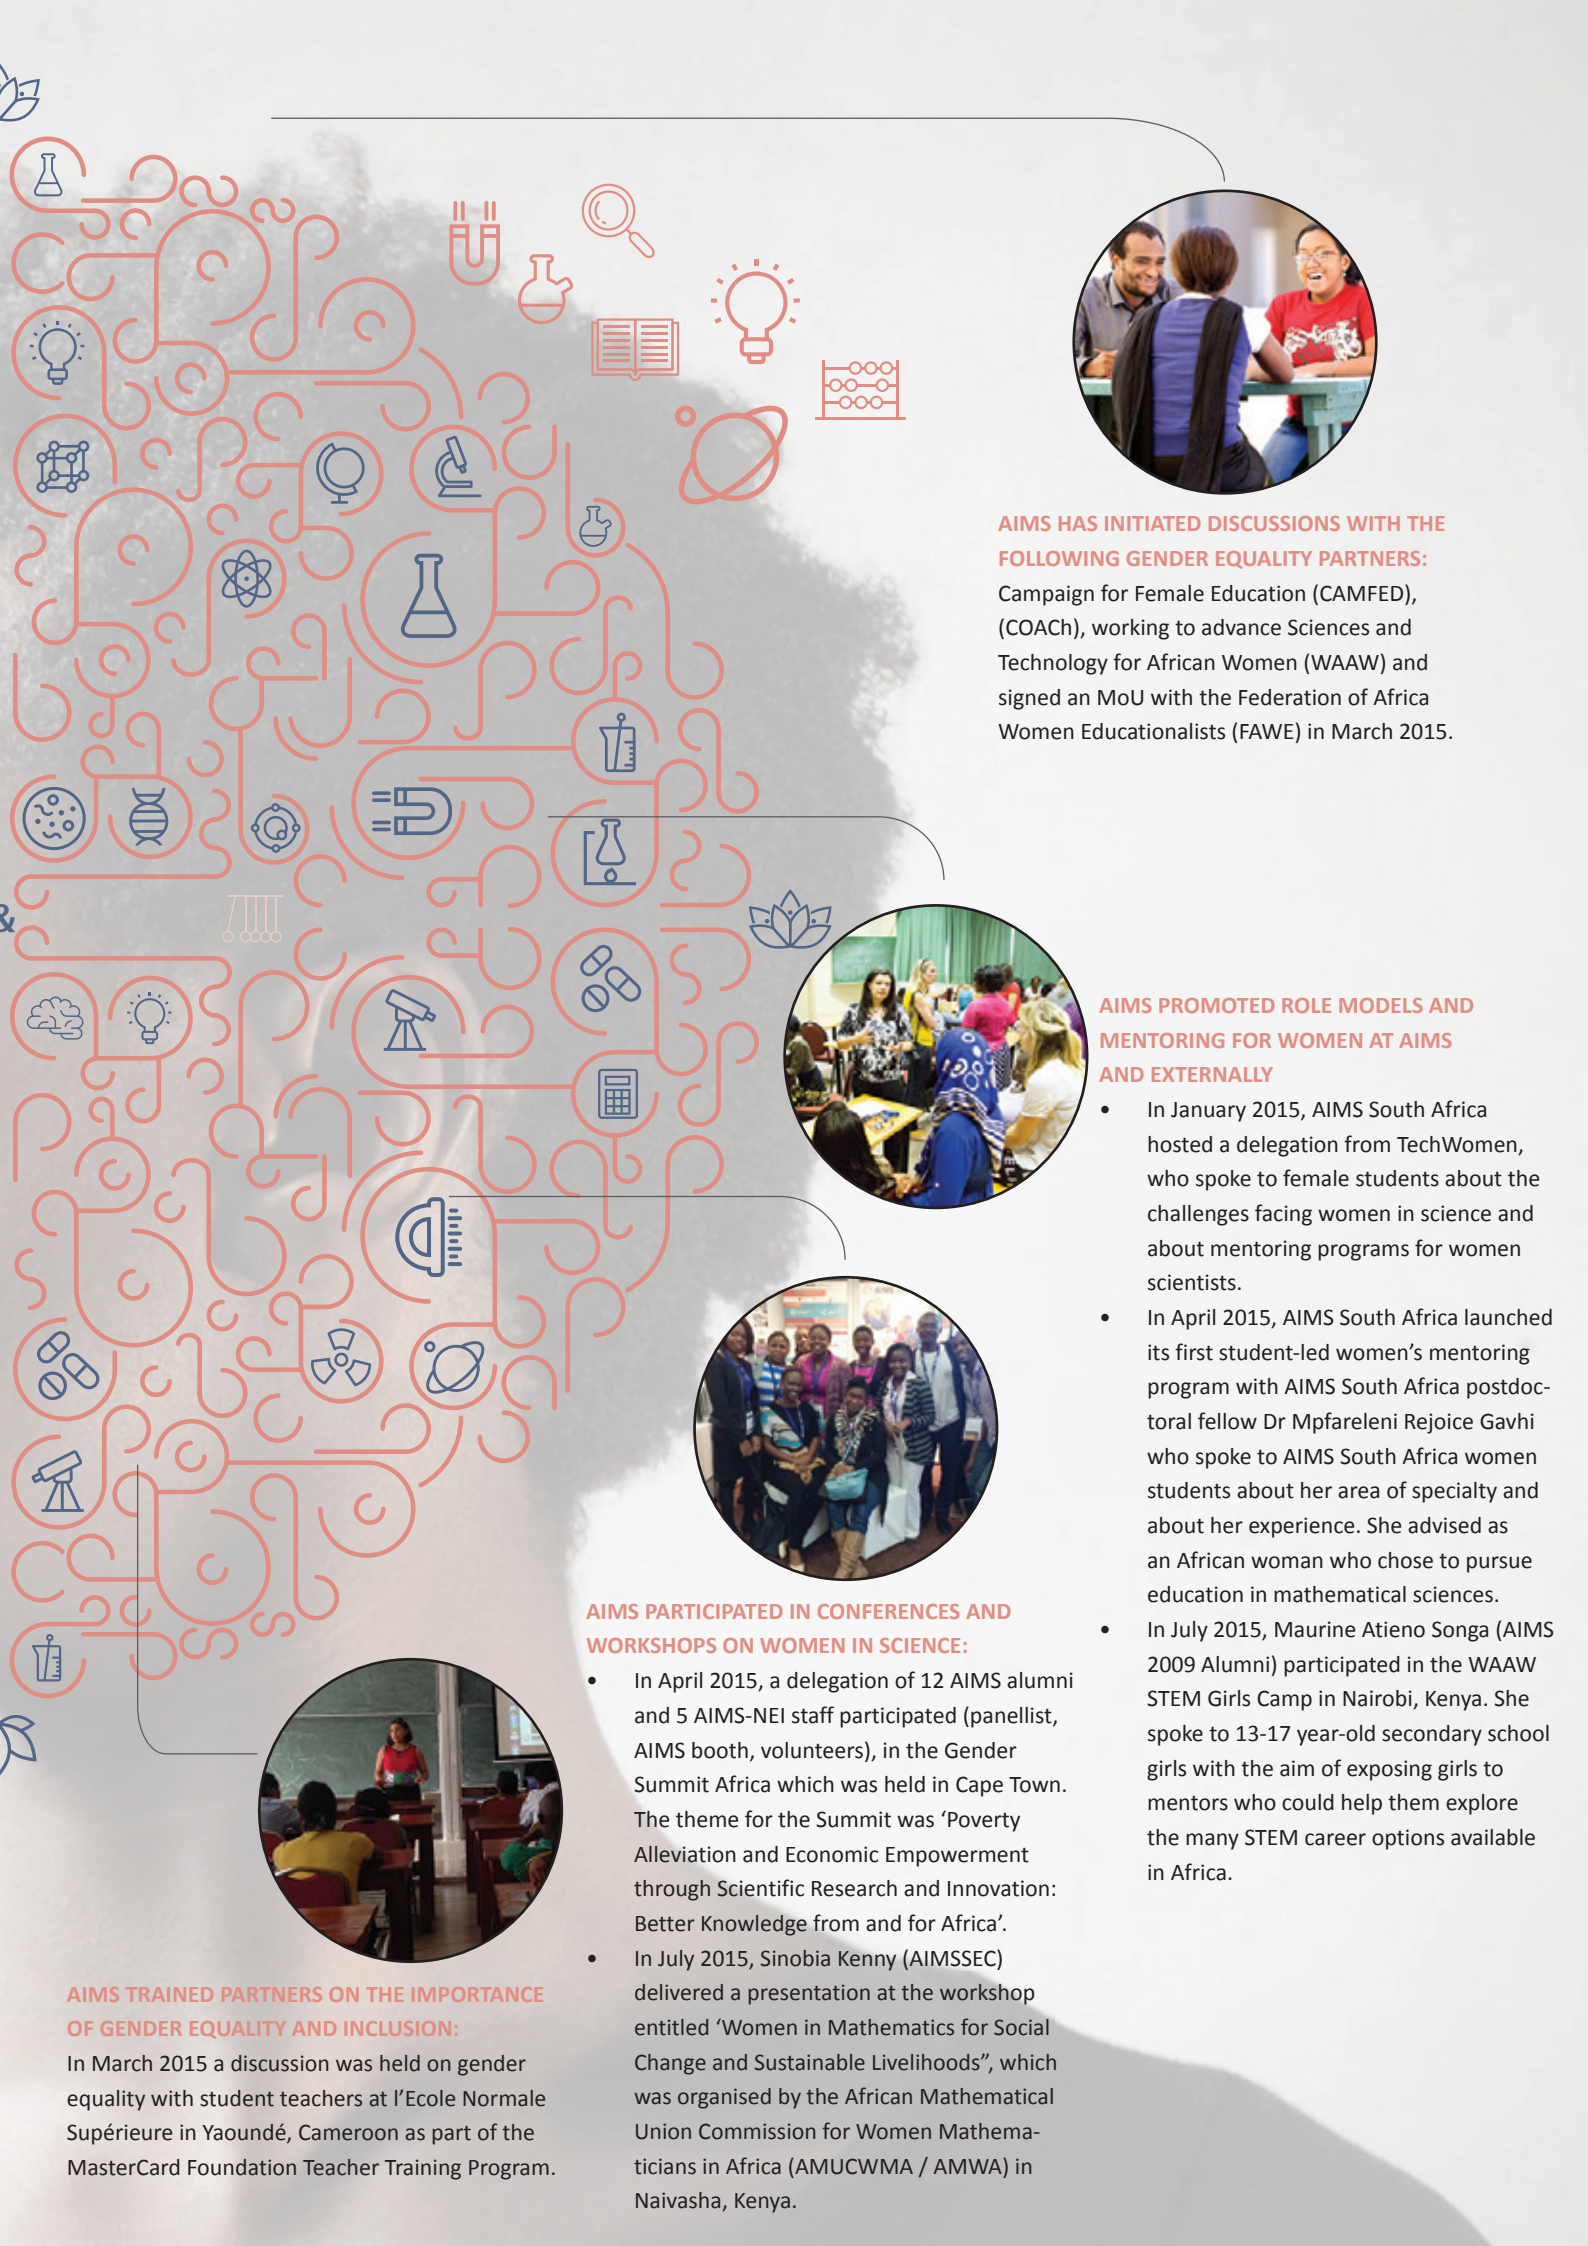 &
AIMS HAS INITIATED DISCUSSIONS WITH THE
FOLLOWING GENDER EQUALITY PARTNERS:
Campaign for Female Education (CAMFED),
(COACh), working to advance Sciences and
Technology for African Women (WAAW) and
signed an MoU with the Federation of Africa
Women Educationalists (FAWE) in March 2015.
AIMS PROMOTED ROLE MODELS AND
MENTORING FOR WOMEN AT AIMS
AND EXTERNALLY
• In January 2015, AIMS South Africa
hosted a delegation from TechWomen,
who spoke to female students about the
challenges facing women in science and
about mentoring programs for women
scientists.
• In April 2015, AIMS South Africa launched
its first student-led women’s mentoring
program with AIMS South Africa postdoc-
toral fellow Dr Mpfareleni Rejoice Gavhi
who spoke to AIMS South Africa women
students about her area of specialty and
about her experience. She advised as
an African woman who chose to pursue
education in mathematical sciences.
• In July 2015, Maurine Atieno Songa (AIMS
2009 Alumni) participated in the WAAW
STEM Girls Camp in Nairobi, Kenya. She
spoke to 13-17 year-old secondary school
girls with the aim of exposing girls to
mentors who could help them explore
the many STEM career options available
in Africa.
AIMS PARTICIPATED IN CONFERENCES AND
WORKSHOPS ON WOMEN IN SCIENCE:
• In April 2015, a delegation of 12 AIMS alumni
and 5 AIMS-NEI staff participated (panellist,
AIMS booth, volunteers), in the Gender
Summit Africa which was held in Cape Town.
The theme for the Summit was ‘Poverty
Alleviation and Economic Empowerment
through Scientific Research and Innovation:
Better Knowledge from and for Africa’.
• In July 2015, Sinobia Kenny (AIMSSEC)
delivered a presentation at the workshop
entitled ‘Women in Mathematics for Social
Change and Sustainable Livelihoods”, which
was organised by the African Mathematical
Union Commission for Women Mathema-
ticians in Africa (AMUCWMA / AMWA) in
Naivasha, Kenya.
AIMS TRAINED PARTNERS ON THE IMPORTANCE
OF GENDER EQUALITY AND INCLUSION:
In March 2015 a discussion was held on gender
equality with student teachers at l’Ecole Normale
Supérieure in Yaoundé, Cameroon as part of the
MasterCard Foundation Teacher Training Program.